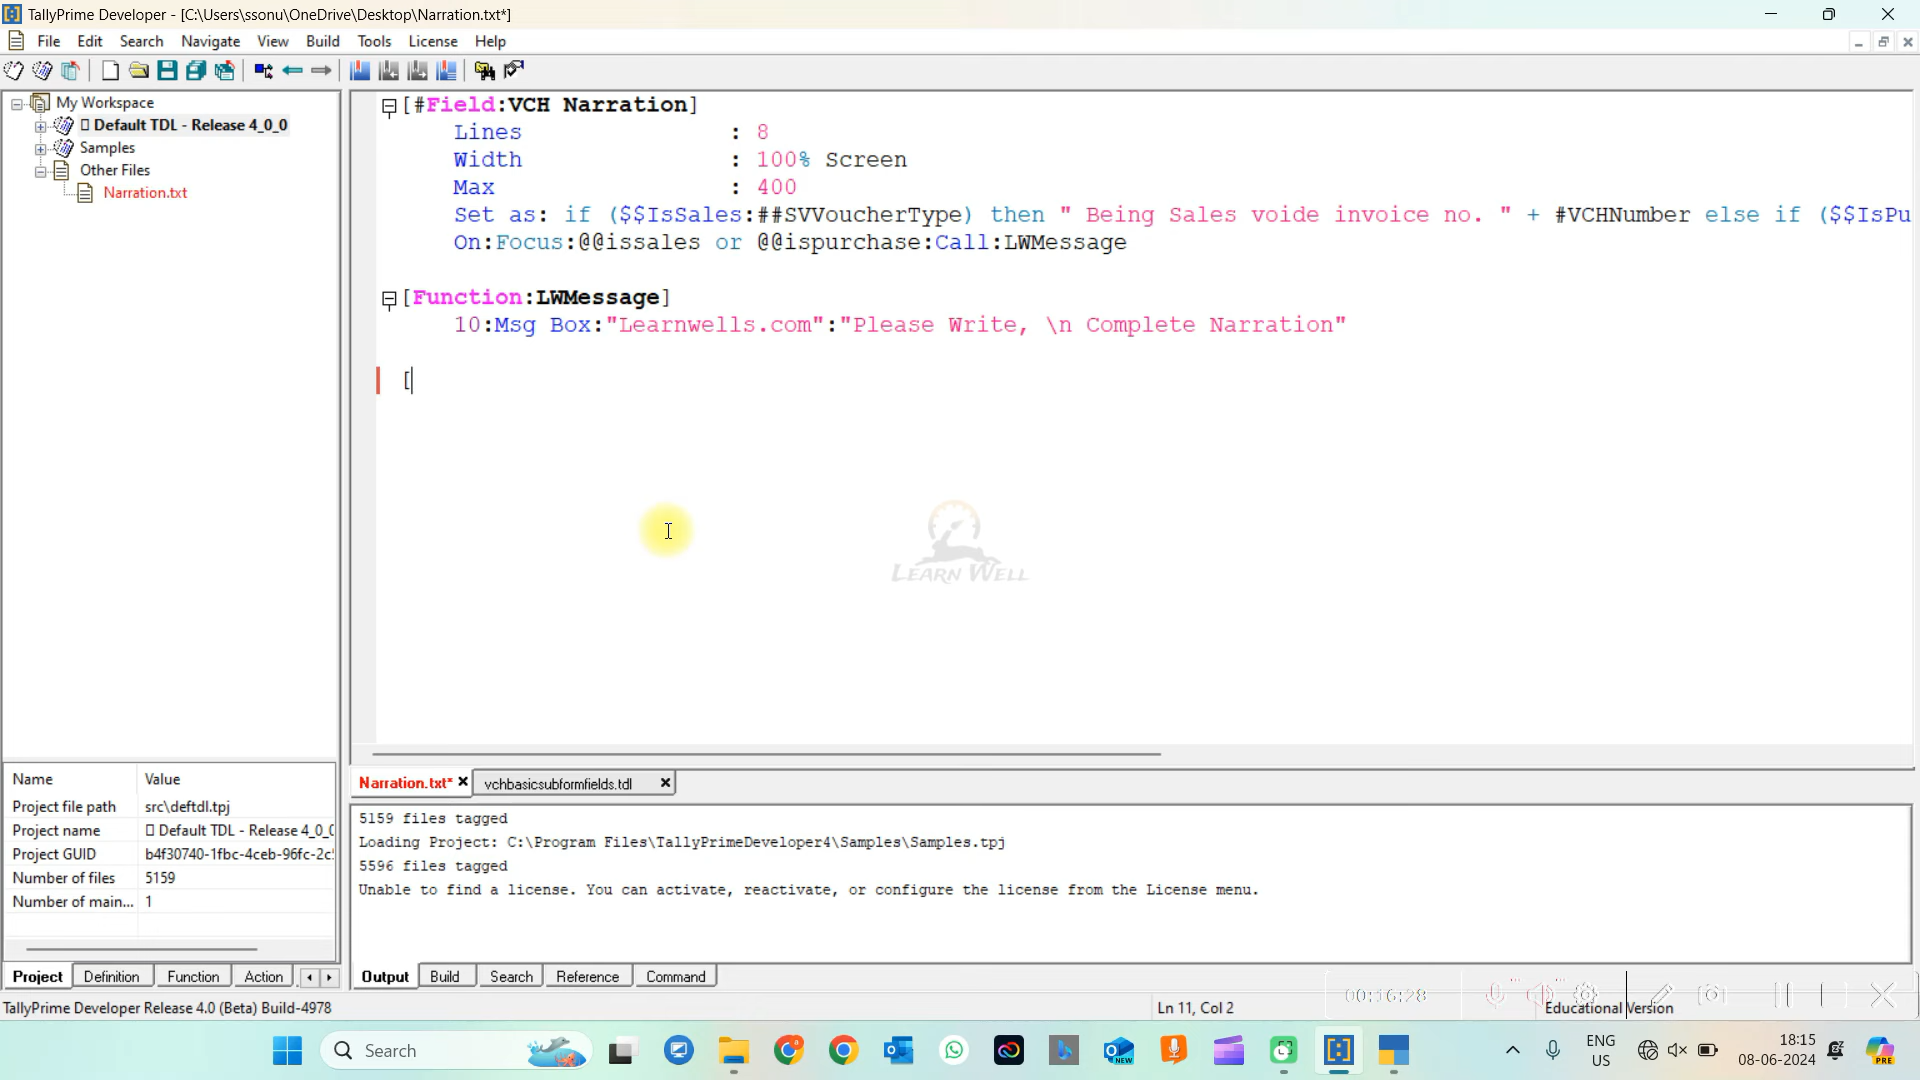 TallyPrime Developer - [C:\Users\ssonu\OneDrive\Desktop\Narration.txt*]
File Edit Search Navigate View Build Tools License Help
My Workspace
Default TDL - Release 4_0_0
Samples
Other Files
Narration.txt
[#Field:VCH Narration]
Lines : 8
Width : 100% Screen
Max : 400
Set as: if ($$IsSales:##SVVoucherType) then " Being Sales voide invoice no. " + #VCHNumber else if ($$IsPu
On:Focus:@@issales or @@ispurchase:Call:LWMessage
[Function:LWMessage]
10:Msg Box:"Learnwells.com":"Please Write, \n Complete Narration"
[
LEARN WELL
Name Value
Project file path src\deftdl.tpj
Project name Default TDL - Release 4_0_0
Project GUID b4f30740-1fbc-4ceb-96fc-2c
Number of files 5159
Number of main... 1
Project Definition Function Action
Narration.txt* vchbasicsubformfields.tdl
5159 files tagged
Loading Project: C:\Program Files\TallyPrimeDeveloper4\Samples\Samples.tpj
5596 files tagged
Unable to find a license. You can activate, reactivate, or configure the license from the License menu.
Output Build Search Reference Command
00:16:28
TallyPrime Developer Release 4.0 (Beta) Build-4978
Ln 11, Col 2
Educational Version
Search
NEW
ENG
US
18:15
08-06-2024
PRE